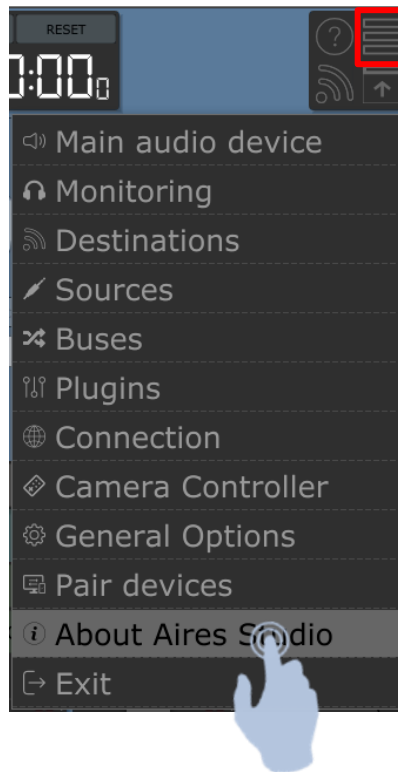 RESET
0:000
Main audio device
Monitoring
Destinations
Sources
Buses
Plugins
Connection
Camera Controller
General Options
Pair devices
About Aires Studio
Exit